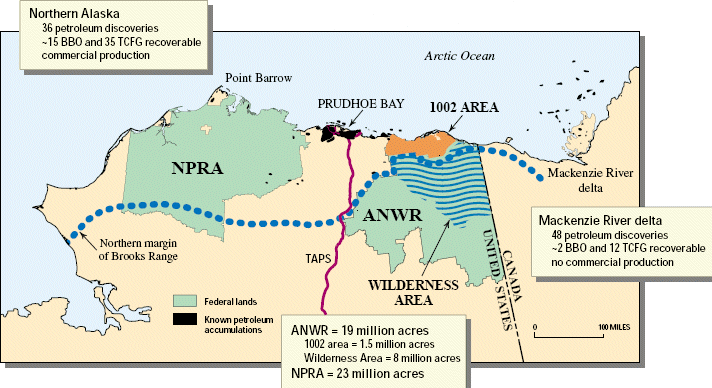 Northern Alaska
36 petroleum discoveries
~15 BBO and 35 TCFG recoverable
commercial production
Arctic Ocean
Point Barrow
PRUDHOE BAY
1002 AREA
NPRA
Mackenzie River
delta
ANWR
Mackenzie River delta
48 petroleum discoveries
~2 BBO and 12 TCFG recoverable
no commercial production
Northern margin
of Brooks Range
TAPS
WILDERNESS
AREA
CANADA
UNITED STATES
Federal lands
Known petroleum
accumulations
ANWR = 19 million acres
1002 area = 1.5 million acres
Wilderness Area = 8 million acres
NPRA = 23 million acres
0
100 MILES